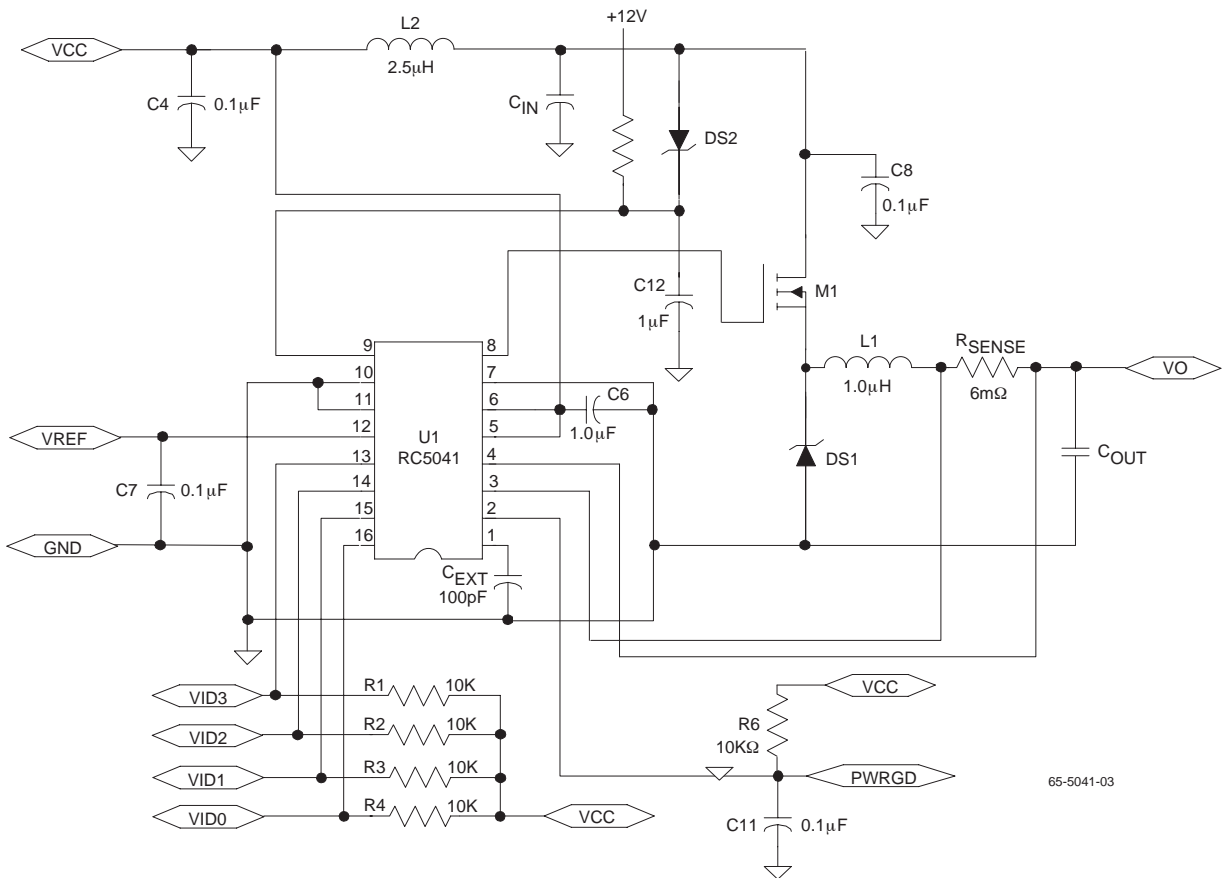 +12V
L2
VCC
2.5µH
C4
0.1µF
CIN
DS2
C8
0.1µF
C12
1µF
M1
9
8
L1
RSENSE
10
7
VO
11
6
C6
1.0µH
6mΩ
VREF
12
U1
5
1.0µF
RC5041
13
4
DS1
COUT
C7
0.1µF
14
3
15
2
GND
16
1
CEXT
100pF
VID3
R1
10K
VCC
VID2
R2
10K
R6
10KΩ
VID1
R3
10K
PWRGD
65-5041-03
VID0
R4
10K
VCC
C11
0.1µF